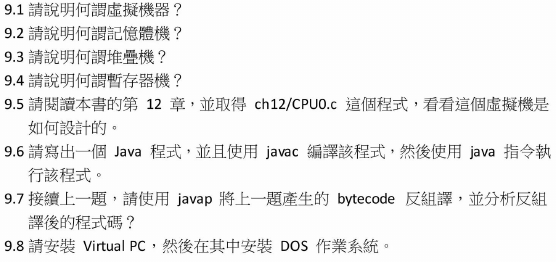 9.1 請說明何謂虛擬機器？
9.2 請說明何謂記憶體機？
9.3 請說明何謂堆疊機？
9.4 請說明何謂暫存器機？
9.5 請閱讀本書的第 12 章，並取得 ch12/CPU0.c 這個程式，看看這個虛擬機是
如何設計的。
9.6 請寫出一個 Java 程式，並且使用 javac 編譯該程式，然後使用 java 指令執
行該程式。
9.7 接續上一題，請使用 javap 將上一題產生的 bytecode 反組譯，並分析反組
譯後的程式碼？
9.8 請安裝 Virtual PC，然後在其中安裝 DOS 作業系統。